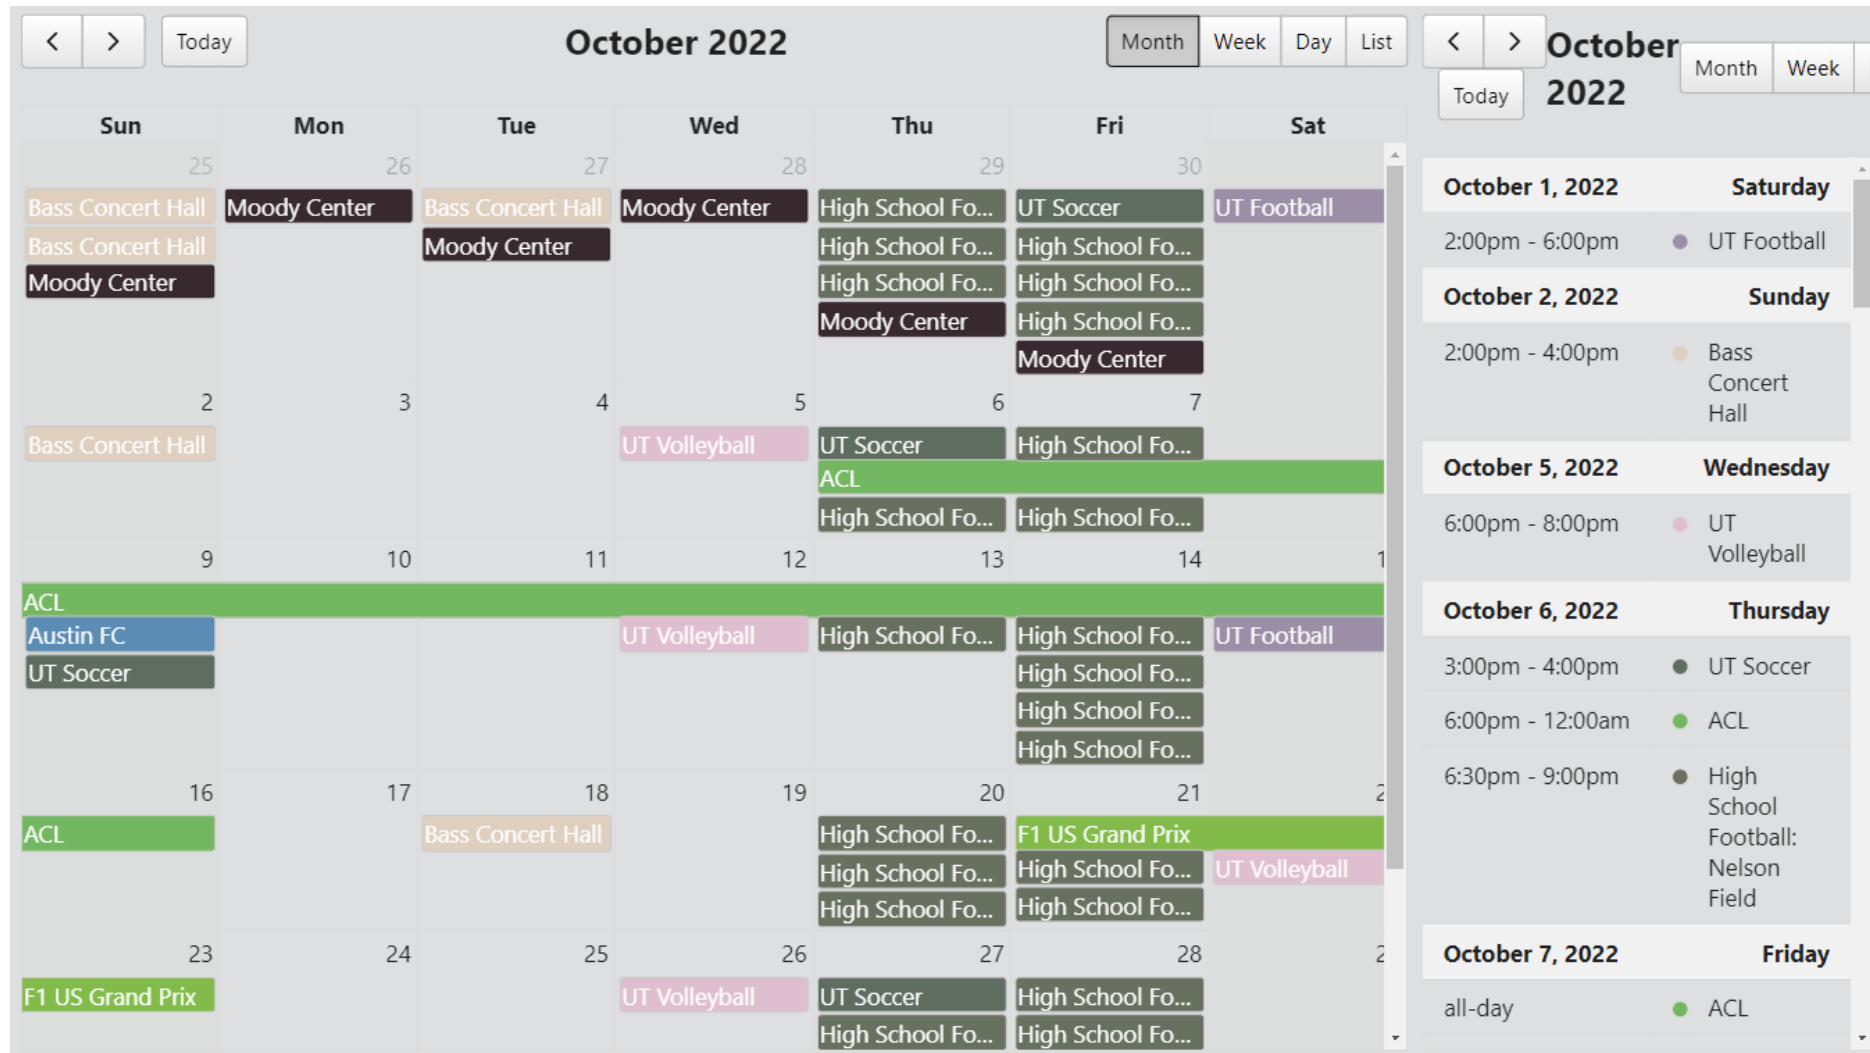 Today
October 2022
Month Week Day List
Sun Mon Tue Wed Thu Fri Sat
25 26 27 28 29 30
Bass Concert Hall Moody Center Bass Concert Hall Moody Center High School Fo... UT Soccer UT Football
Bass Concert Hall Moody Center High School Fo... High School Fo...
Moody Center High School Fo... High School Fo...
Moody Center High School Fo...
Moody Center
2 3 4 5 6 7
Bass Concert Hall UT Volleyball UT Soccer High School Fo...
ACL
High School Fo... High School Fo...
9 10 11 12 13 14
ACL
Austin FC UT Volleyball High School Fo... High School Fo... UT Football
UT Soccer High School Fo...
High School Fo...
High School Fo...
16 17 18 19 20 21
ACL Bass Concert Hall High School Fo... F1 US Grand Prix
High School Fo... High School Fo... UT Volleyball
High School Fo... High School Fo...
23 24 25 26 27 28
F1 US Grand Prix UT Volleyball UT Soccer High School Fo...
High School Fo... High School Fo...
October
2022
Today
Month Week
October 1, 2022 Saturday
2:00pm - 6:00pm UT Football
October 2, 2022 Sunday
2:00pm - 4:00pm Bass
Concert
Hall
October 5, 2022 Wednesday
6:00pm - 8:00pm UT
Volleyball
October 6, 2022 Thursday
3:00pm - 4:00pm UT Soccer
6:00pm - 12:00am ACL
6:30pm - 9:00pm High
School
Football:
Nelson
Field
October 7, 2022 Friday
all-day ACL